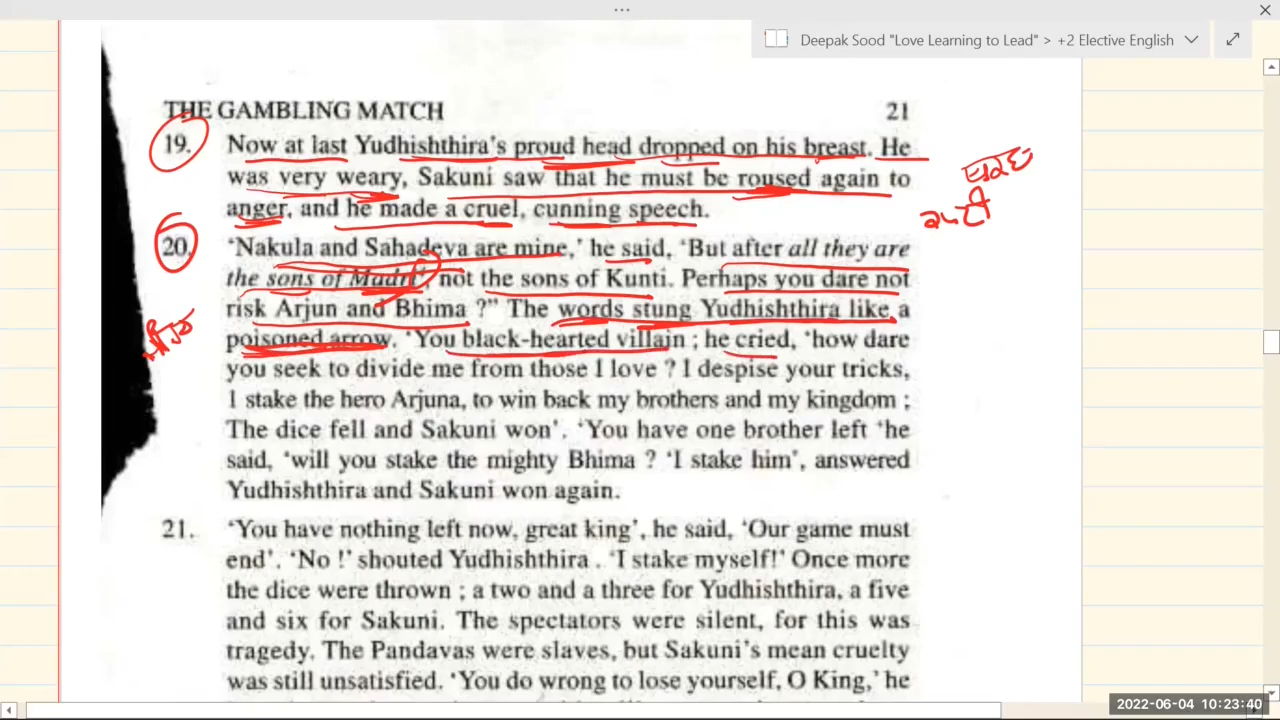 Deepak Sood "Love Learning to Lead" > +2 Elective English
THE GAMBLING MATCH 21
19. Now at last Yudhishthira's proud head dropped on his breast. He
was very weary, Sakuni saw that he must be roused again to
anger, and he made a cruel, cunning speech.
20. 'Nakula and Sahadeva are mine,' he said, 'But after all they are
the sons of Madri', not the sons of Kunti. Perhaps you dare not
risk Arjun and Bhima ?" The words stung Yudhishthira like a
poisoned arrow. 'You black-hearted villain ; he cried, 'how dare
you seek to divide me from those I love ? I despise your tricks,
I stake the hero Arjuna, to win back my brothers and my kingdom ;
The dice fell and Sakuni won'. 'You have one brother left 'he
said, 'will you stake the mighty Bhima ? 'I stake him', answered
Yudhishthira and Sakuni won again.
21. 'You have nothing left now, great king', he said, 'Our game must
end'. 'No !' shouted Yudhishthira . 'I stake myself!' Once more
the dice were thrown ; a two and a three for Yudhishthira, a five
and six for Sakuni. The spectators were silent, for this was
tragedy. The Pandavas were slaves, but Sakuni's mean cruelty
was still unsatisfied. 'You do wrong to lose yourself, O King,' he
2022-06-04 10:23:40